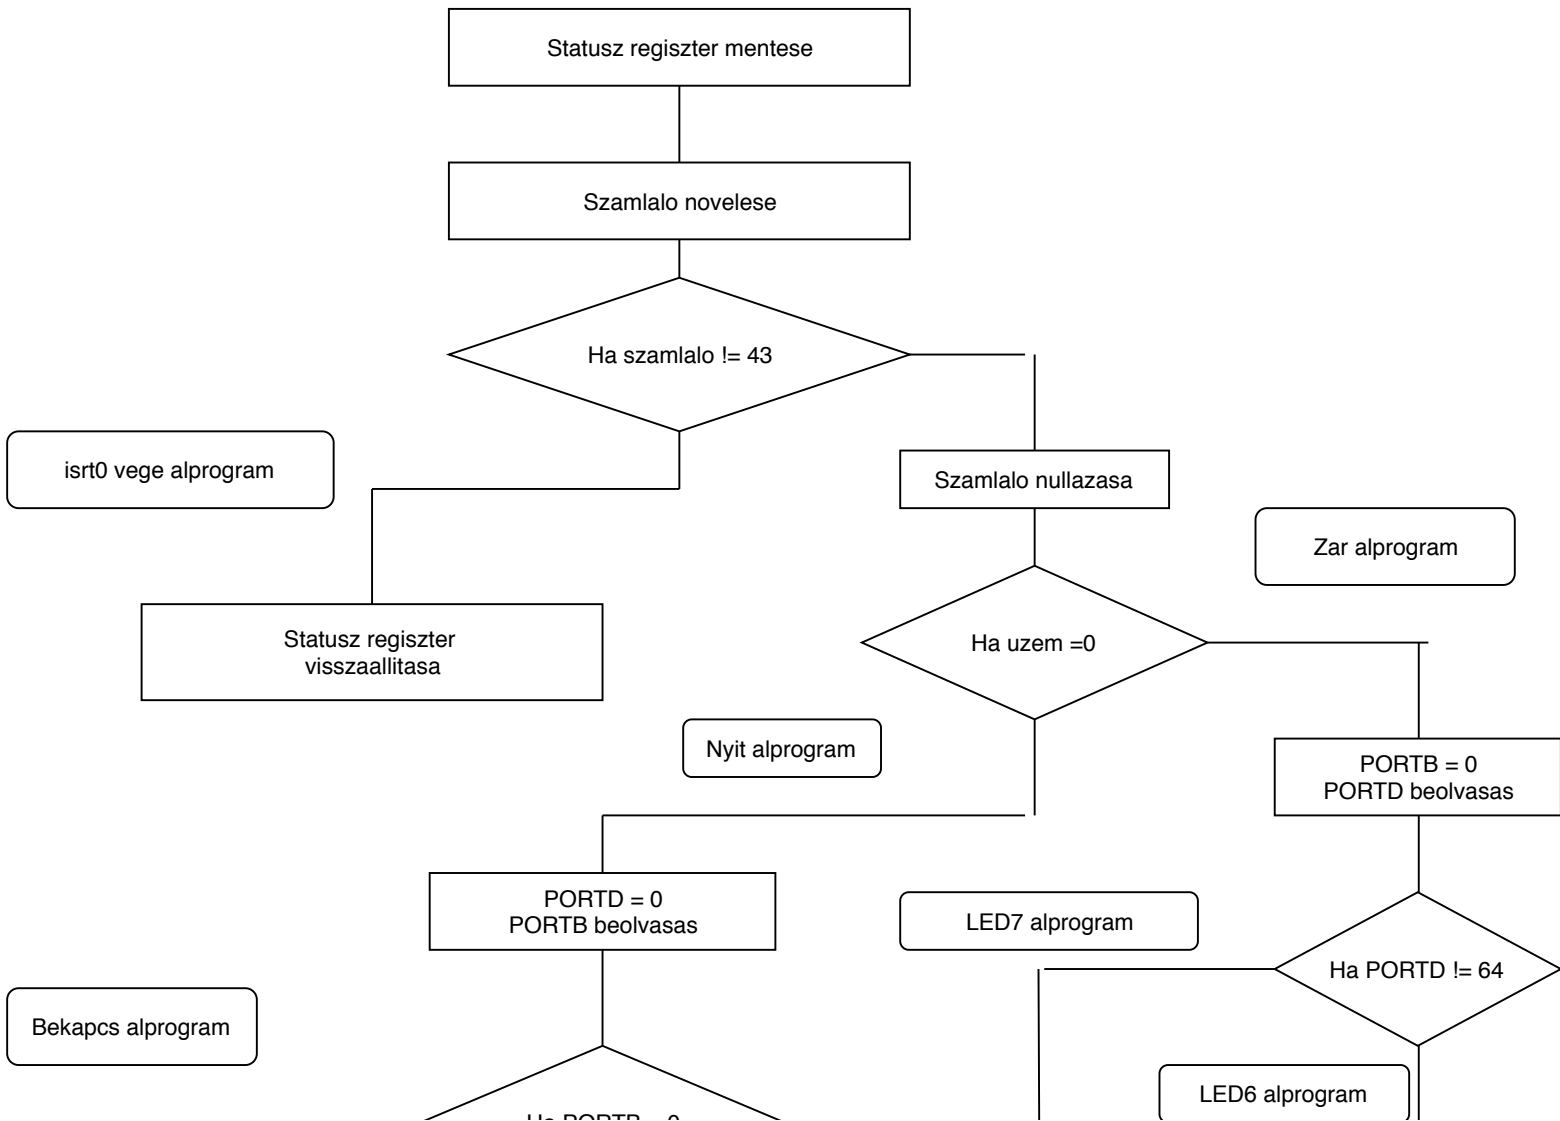 Statusz regiszter mentese
Szamlalo novelese
Ha szamlalo != 43
isrt0 vege alprogram
Szamlalo nullazasa
Zar alprogram
Statusz regiszter
visszaallitasa
Ha uzem =0
Nyit alprogram
PORTB = 0
PORTD beolvasas
PORTD = 0
PORTB beolvasas
LED7 alprogram
Ha PORTD != 64
Bekapcs alprogram
LED6 alprogram
Ha PORTB